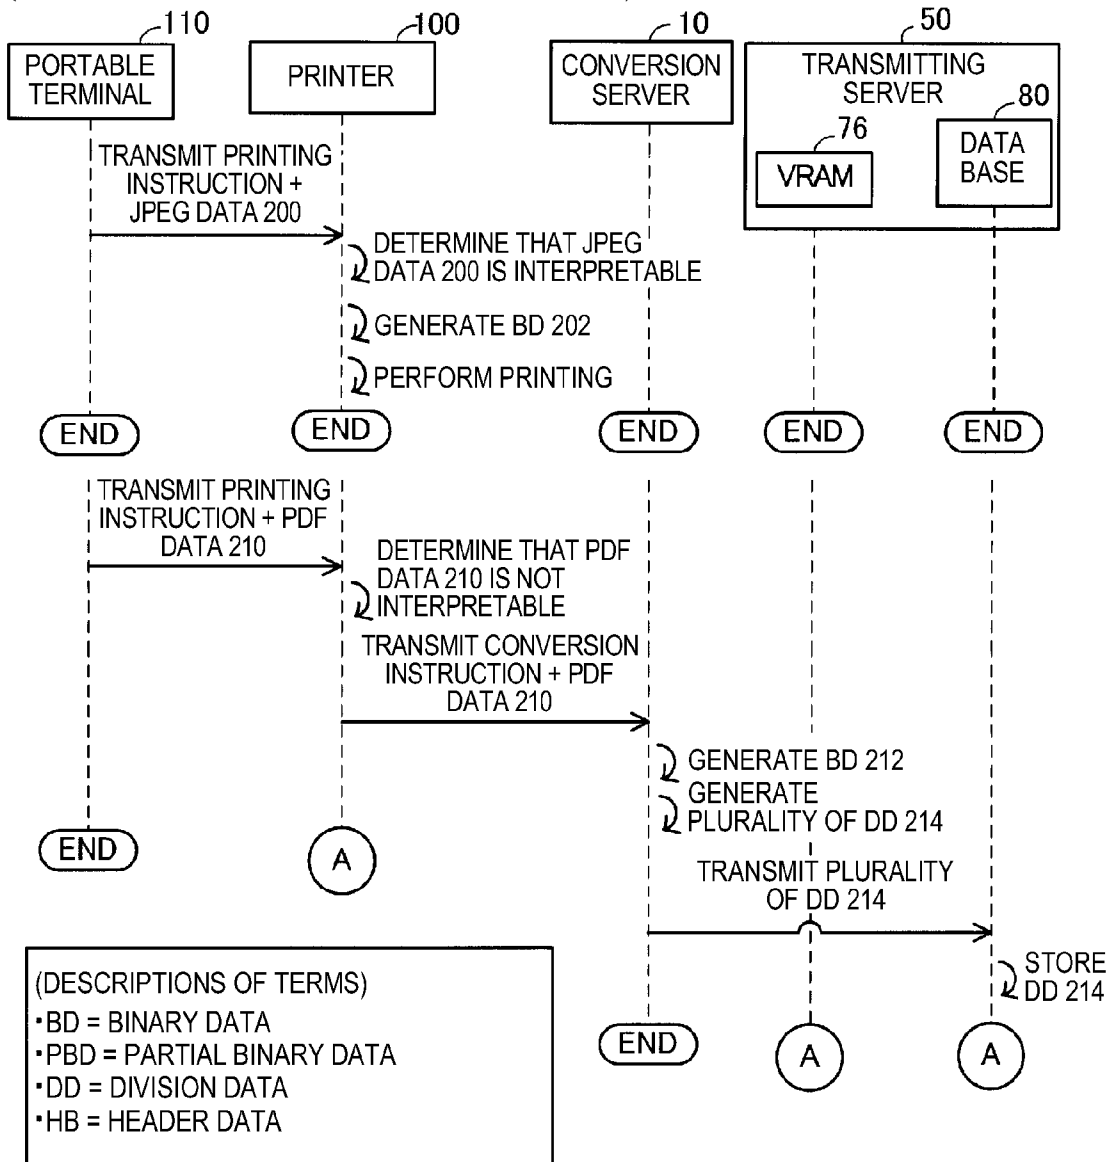 110
100
10
50
PORTABLE
TERMINAL
PRINTER
CONVERSION
SERVER
TRANSMITTING
SERVER
80
76
VRAM
DATA
BASE
TRANSMIT PRINTING
INSTRUCTION +
JPEG DATA 200
DETERMINE THAT JPEG
DATA 200 IS INTERPRETABLE
GENERATE BD 202
PERFORM PRINTING
END
END
END
END
END
TRANSMIT PRINTING
INSTRUCTION + PDF
DATA 210
DETERMINE THAT PDF
DATA 210 IS NOT
INTERPRETABLE
TRANSMIT CONVERSION
INSTRUCTION + PDF
DATA 210
GENERATE BD 212
GENERATE
PLURALITY OF DD 214
END
A
TRANSMIT PLURALITY
OF DD 214
STORE
DD 214
END
A
A
(DESCRIPTIONS OF TERMS)
・BD = BINARY DATA
・PBD = PARTIAL BINARY DATA
・DD = DIVISION DATA
・HB = HEADER DATA